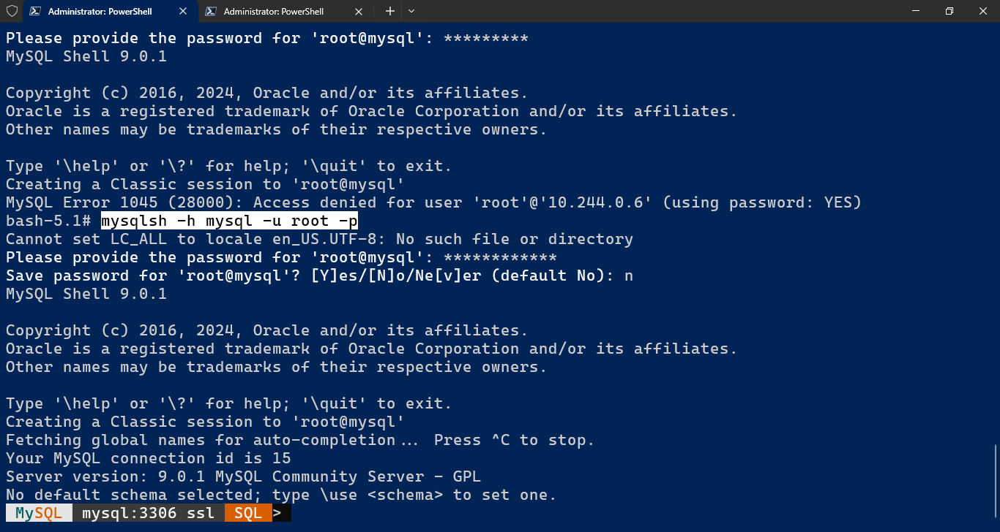 Administrator: PowerShell
Administrator: PowerShell
Please provide the password for 'root@mysql': *********
MySQL Shell 9.0.1
Copyright (c) 2016, 2024, Oracle and/or its affiliates.
Oracle is a registered trademark of Oracle Corporation and/or its affiliates.
Other names may be trademarks of their respective owners.
Type '\help' or '\?' for help; '\quit' to exit.
Creating a Classic session to 'root@mysql'
MySQL Error 1045 (28000): Access denied for user 'root'@'10.244.0.6' (using password: YES)
bash-5.1# mysqlsh -h mysql -u root -p
Cannot set LC_ALL to locale en_US.UTF-8: No such file or directory
Please provide the password for 'root@mysql': ************
Save password for 'root@mysql'? [Y]es/[N]o/Ne[v]er (default No): n
MySQL Shell 9.0.1
Copyright (c) 2016, 2024, Oracle and/or its affiliates.
Oracle is a registered trademark of Oracle Corporation and/or its affiliates.
Other names may be trademarks of their respective owners.
Type '\help' or '\?' for help; '\quit' to exit.
Creating a Classic session to 'root@mysql'
Fetching global names for auto-completion... Press ^C to stop.
Your MySQL connection id is 15
Server version: 9.0.1 MySQL Community Server - GPL
No default schema selected; type \use <schema> to set one.
MySQL mysql:3306 ssl SQL >